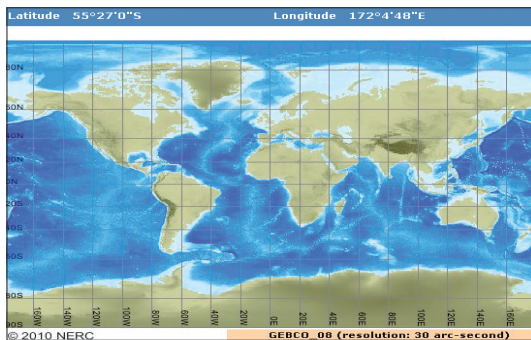 Latitude 55°27'0"S Longitude 172°4'48"E
80N
60N
40N
20N
0N
20S
40S
60S
80S
90S
160W
140W
120W
100W
80W
60W
40W
20W
0E
20E
40E
60E
80E
100E
120E
140E
160E
© 2010 NERC GEBCO_08 (resolution: 30 arc-second)